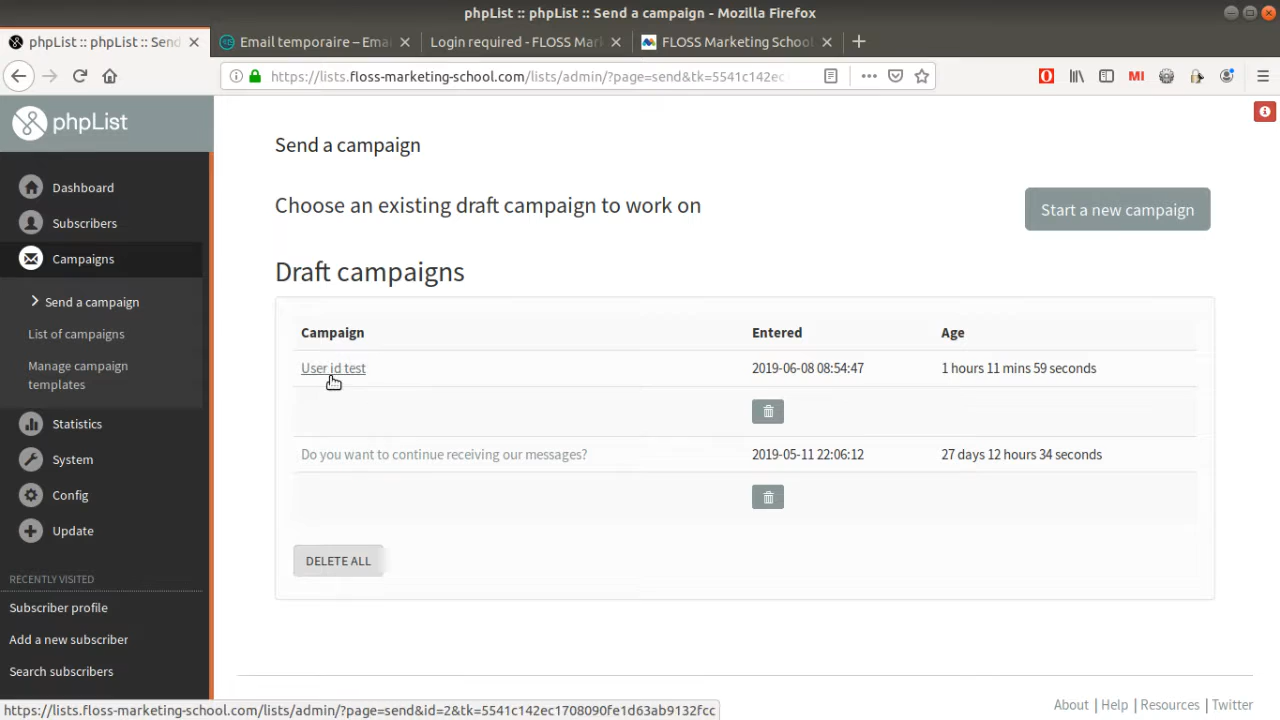 phpList :: phpList :: Send a campaign - Mozilla Firefox
phpList :: phpList :: Send
Email temporaire – Emai
Login required - FLOSS Mark
FLOSS Marketing School
https://lists.floss-marketing-school.com/lists/admin/?page=send&tk=5541c142ec
MI
phpList
Dashboard
Subscribers
Campaigns
Send a campaign
List of campaigns
Manage campaign
templates
Statistics
System
Config
Update
RECENTLY VISITED
Subscriber profile
Add a new subscriber
Search subscribers
Send a campaign
Choose an existing draft campaign to work on
Start a new campaign
Draft campaigns
Campaign Entered Age
User id test 2019-06-08 08:54:47 1 hours 11 mins 59 seconds
Do you want to continue receiving our messages? 2019-05-11 22:06:12 27 days 12 hours 34 seconds
DELETE ALL
About | Help | Resources | Twitter
https://lists.floss-marketing-school.com/lists/admin/?page=send&id=2&tk=5541c142ec1708090fe1d63ab9132fcc